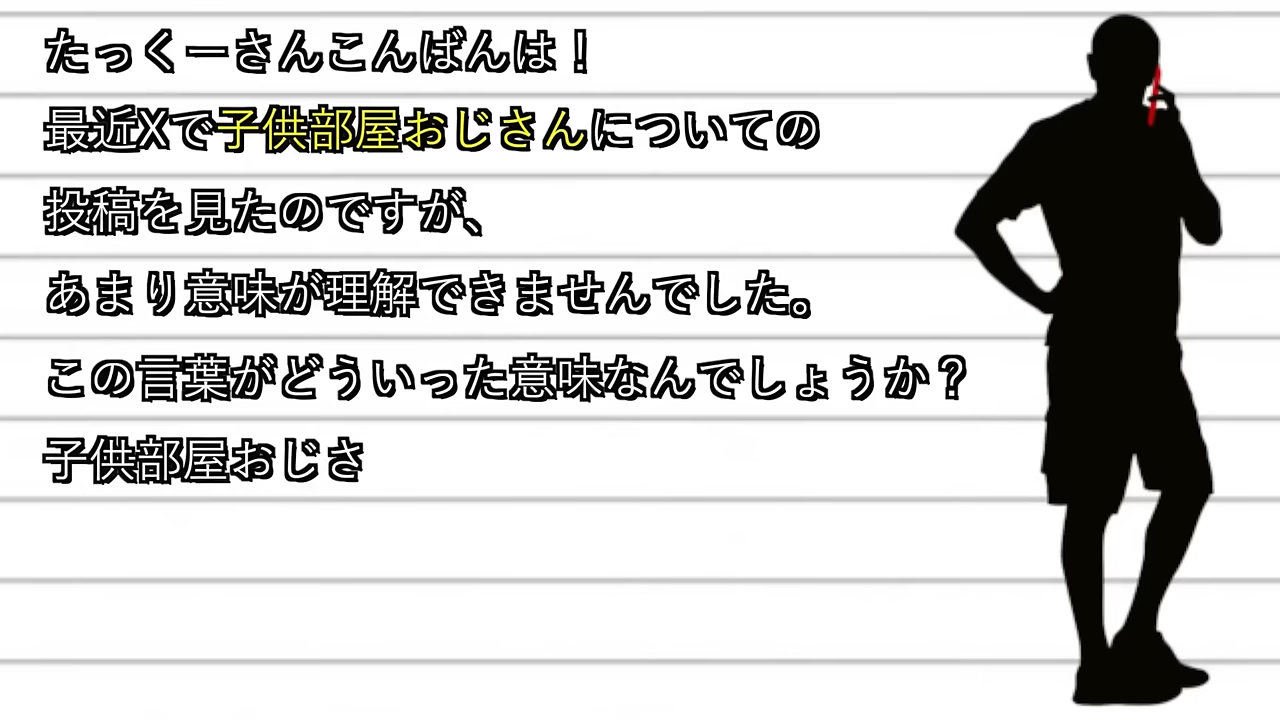 たっくーさんこんばんは！
最近Xで子供部屋おじさんについての
投稿を見たのですが、
あまり意味が理解できませんでした。
この言葉がどういった意味なんでしょうか？
子供部屋おじさ